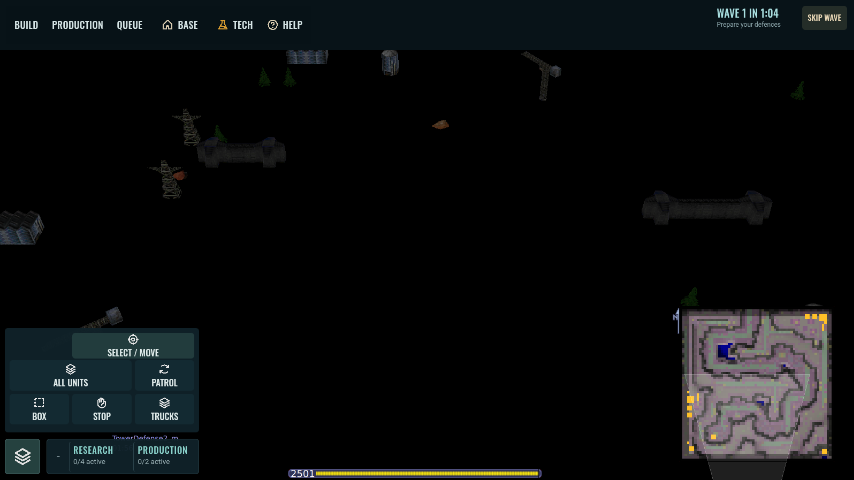 BUILD PRODUCTION QUEUE BASE TECH HELP
WAVE 1 IN 1:04
Prepare your defences
SKIP WAVE
SELECT / MOVE
ALL UNITS PATROL
BOX STOP TRUCKS
- RESEARCH PRODUCTION
0/4 active 0/2 active
2501